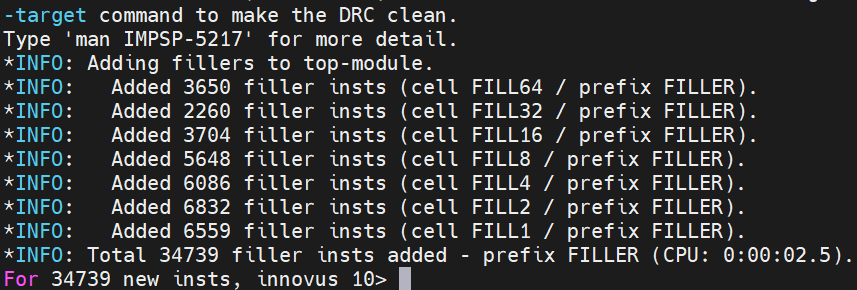 -target command to make the DRC clean.
Type 'man IMPSP-5217' for more detail.
*INFO: Adding fillers to top-module.
*INFO:   Added 3650 filler insts (cell FILL64 / prefix FILLER).
*INFO:   Added 2260 filler insts (cell FILL32 / prefix FILLER).
*INFO:   Added 3704 filler insts (cell FILL16 / prefix FILLER).
*INFO:   Added 5648 filler insts (cell FILL8 / prefix FILLER).
*INFO:   Added 6086 filler insts (cell FILL4 / prefix FILLER).
*INFO:   Added 6832 filler insts (cell FILL2 / prefix FILLER).
*INFO:   Added 6559 filler insts (cell FILL1 / prefix FILLER).
*INFO: Total 34739 filler insts added - prefix FILLER (CPU: 0:00:02.5).
For 34739 new insts, innovus 10>